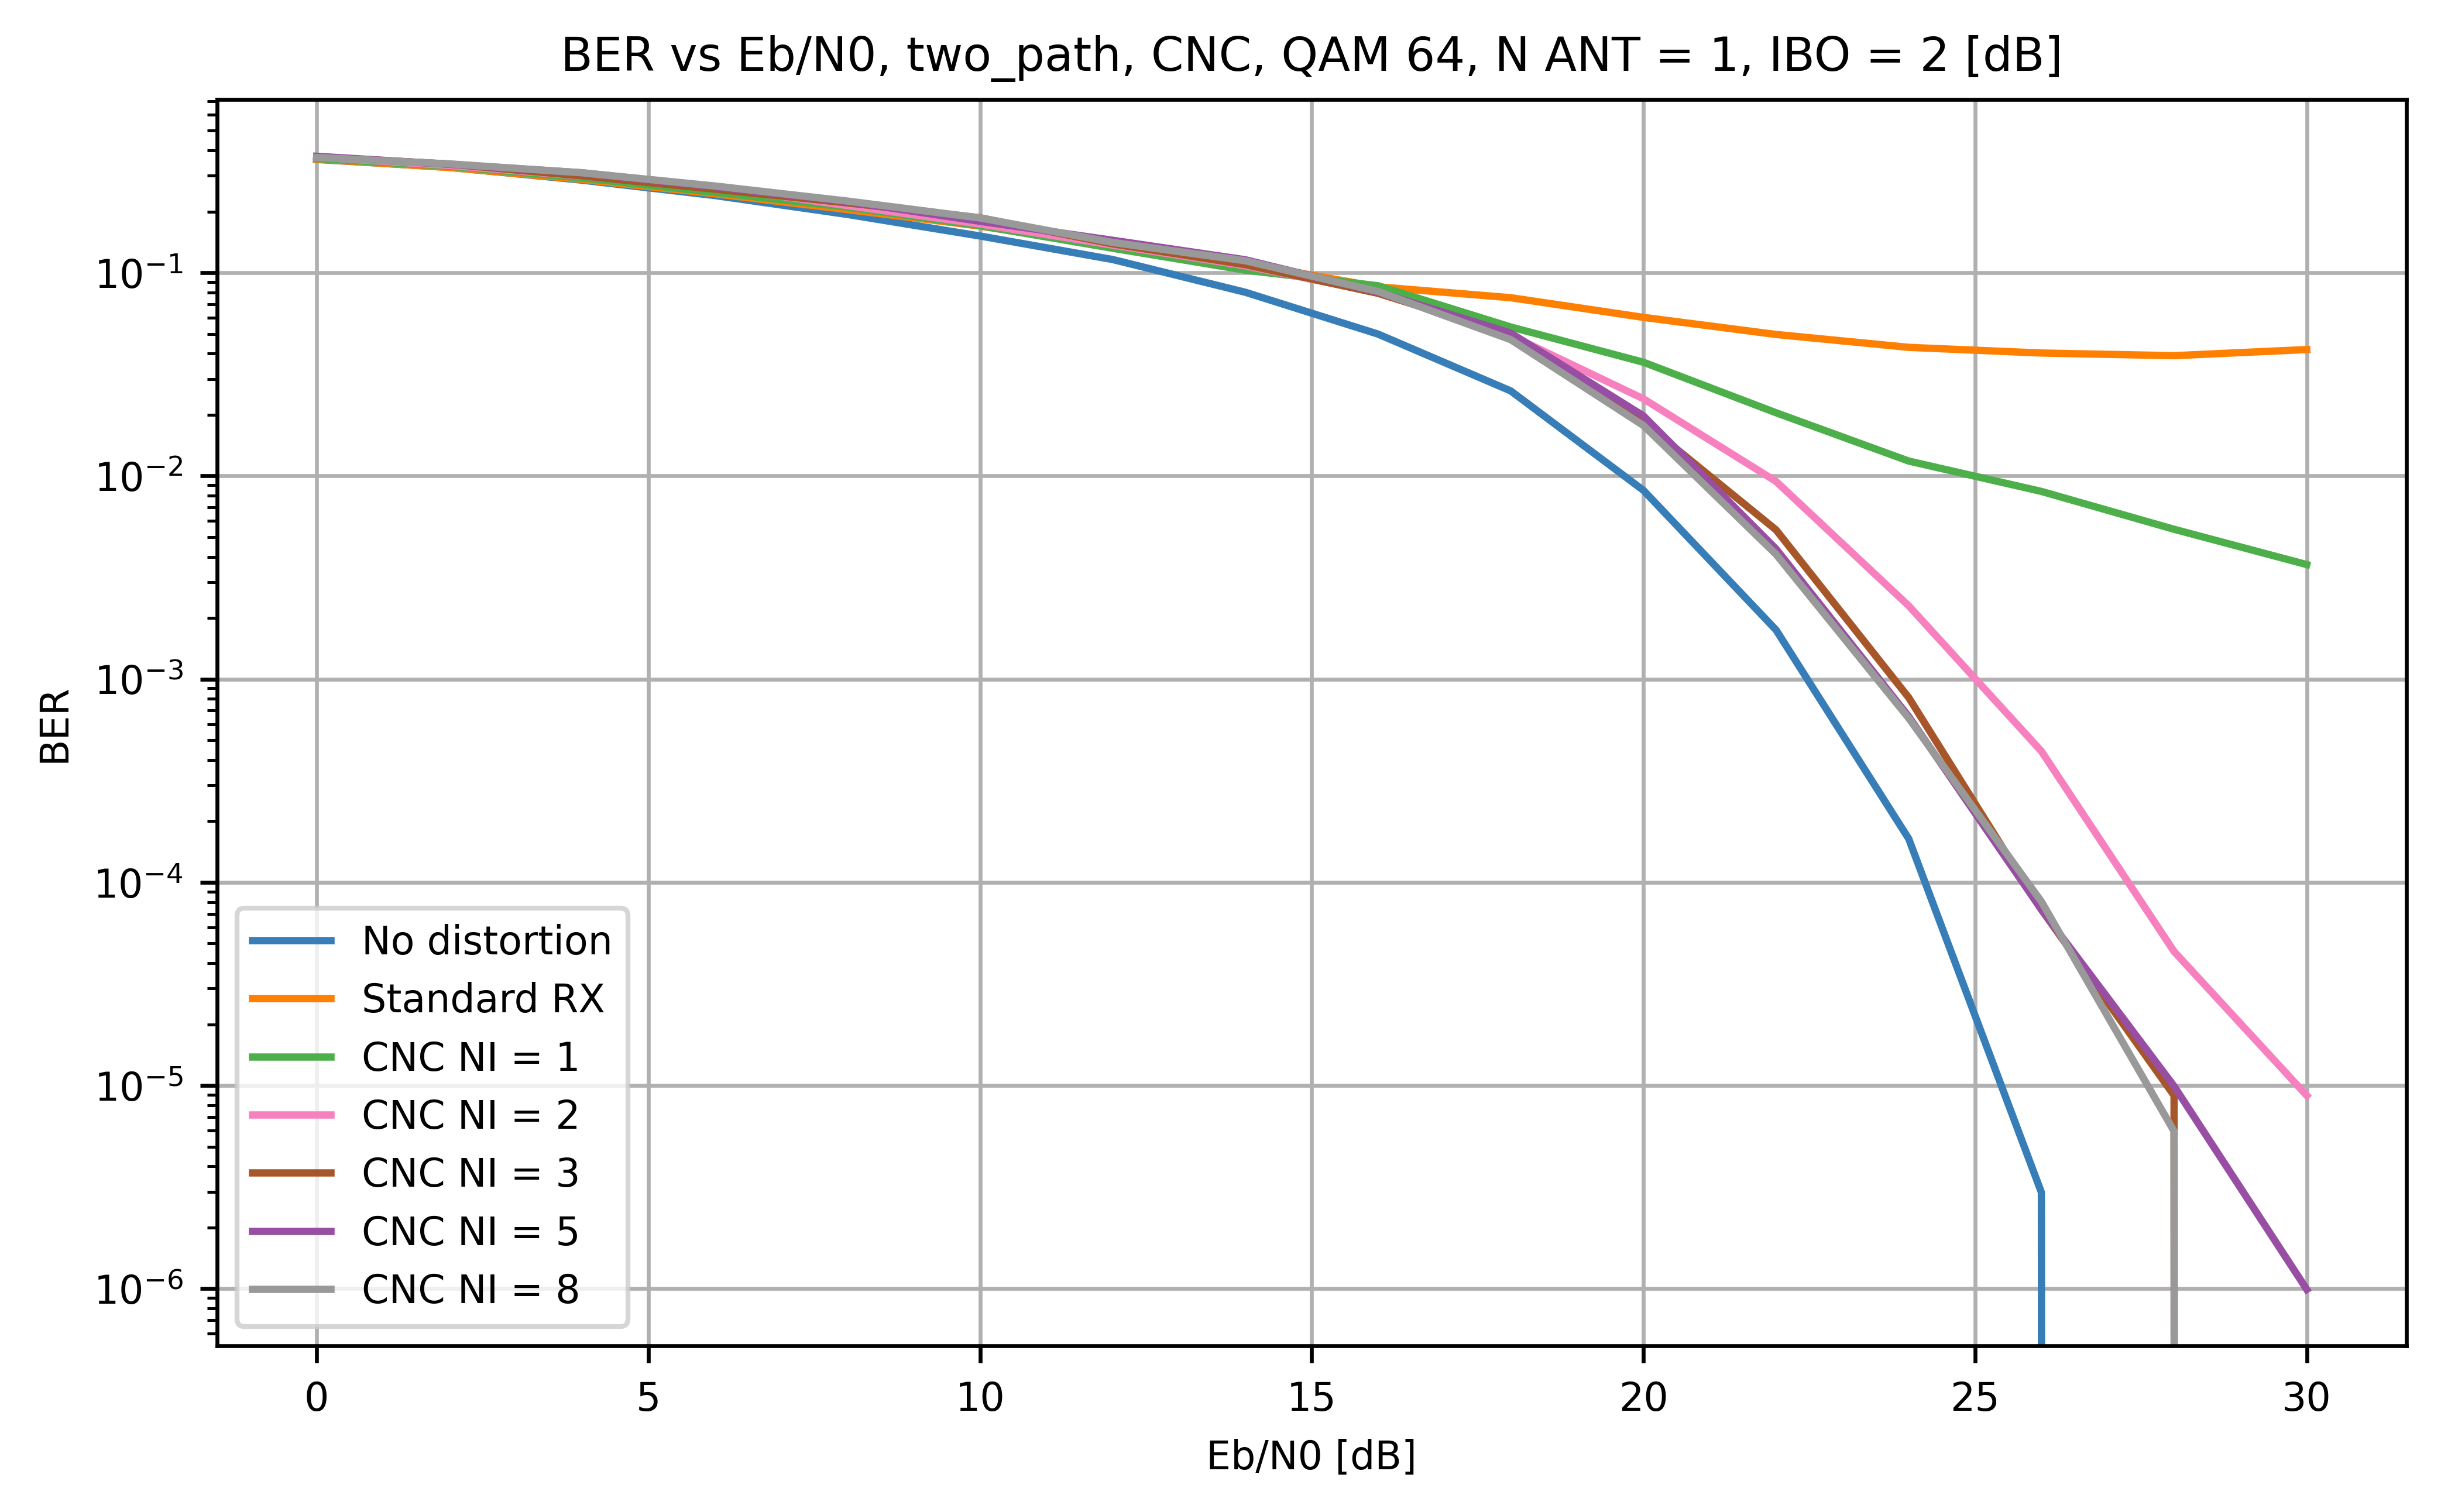 BER vs Eb/N0, two_path, CNC, QAM 64, N ANT = 1, IBO = 2 [dB]
BER
10⁻¹
10⁻²
10⁻³
10⁻⁴
10⁻⁵
10⁻⁶
No distortion
Standard RX
CNC NI = 1
CNC NI = 2
CNC NI = 3
CNC NI = 5
CNC NI = 8
0 5 10 15 20 25 30
Eb/N0 [dB]